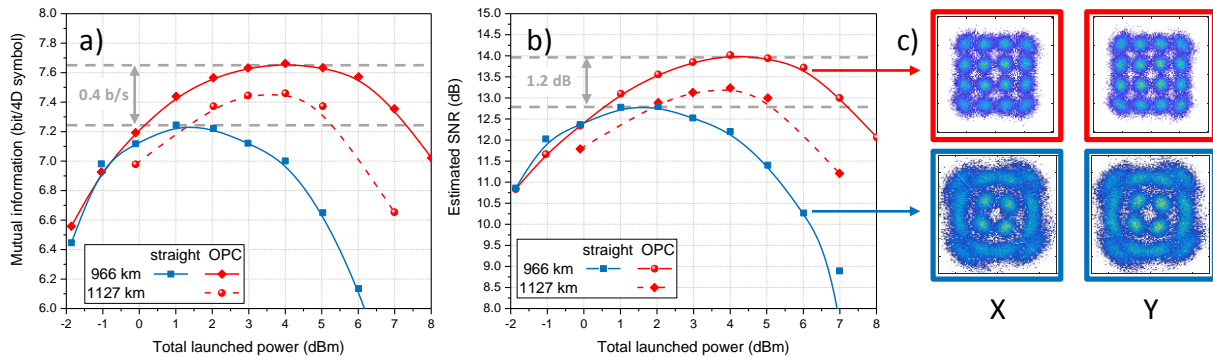 a)
Mutual information (bit/4D symbol)
8.0
7.8
7.6
7.4
7.2
7.0
6.8
6.6
6.4
6.2
6.0
0.4 b/s
straight OPC
966 km
1127 km
-2 -1 0 1 2 3 4 5 6 7 8
Total launched power (dBm)
b)
Estimated SNR (dB)
15.0
14.5
14.0
13.5
13.0
12.5
12.0
11.5
11.0
10.5
10.0
9.5
9.0
8.5
8.0
1.2 dB
straight OPC
966 km
1127 km
-2 -1 0 1 2 3 4 5 6 7 8
Total launched power (dBm)
c)
X Y